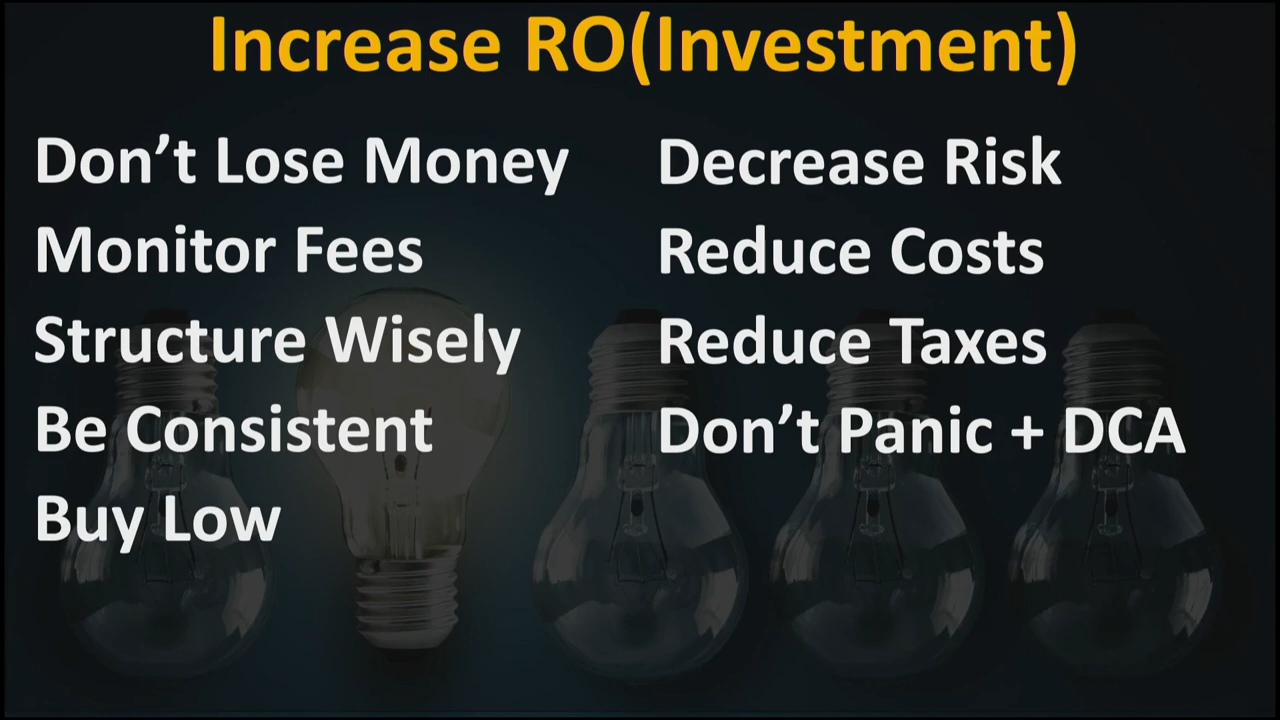 Increase RO(Investment)
Don’t Lose Money
Decrease Risk
Monitor Fees
Reduce Costs
Structure Wisely
Reduce Taxes
Be Consistent
Don’t Panic + DCA
Buy Low